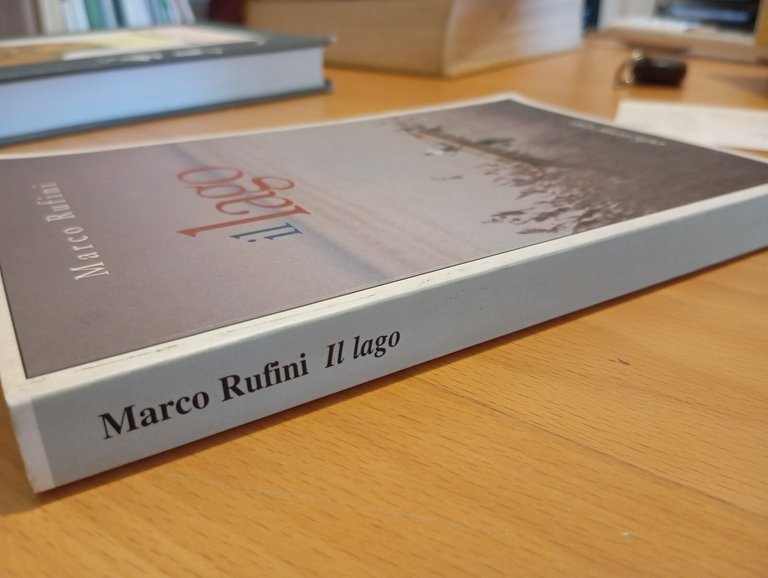 Marco Rufini
il
lago
Marco Rufini Il lago